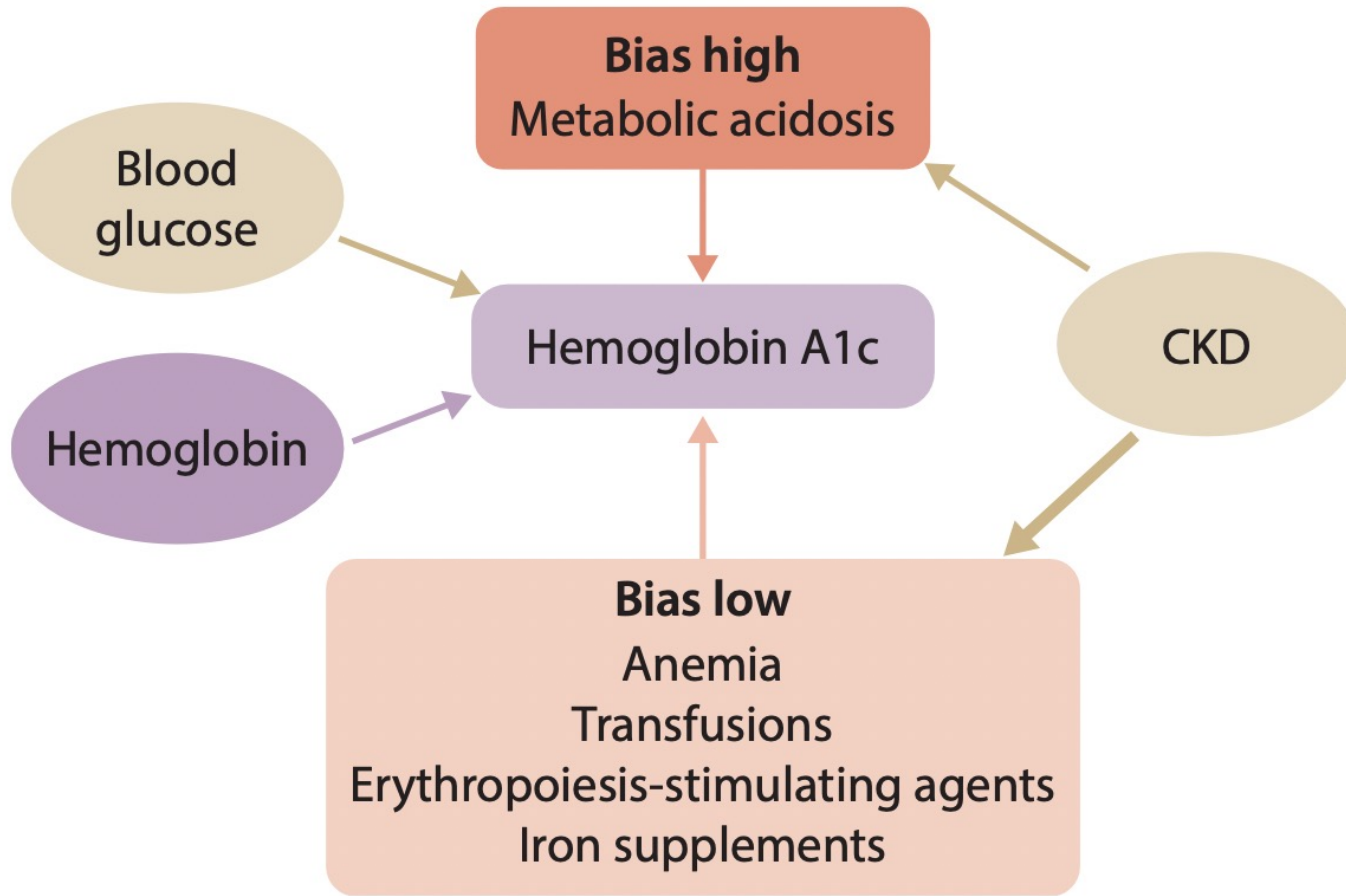 Bias high
Metabolic acidosis
Blood
glucose
Hemoglobin A1c
CKD
Hemoglobin
Bias low
Anemia
Transfusions
Erythropoiesis-stimulating agents
Iron supplements